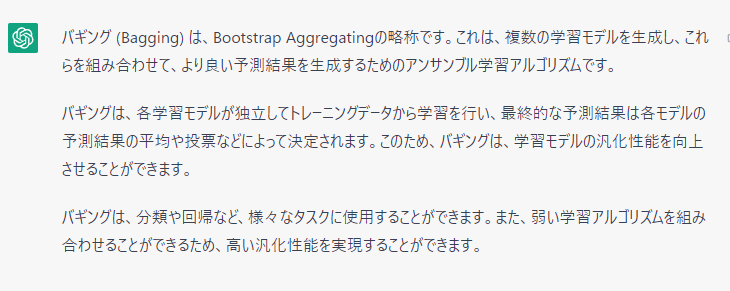 バギング (Bagging) は、Bootstrap Aggregatingの略称です。これは、複数の学習モデルを生成し、これ
らを組み合わせて、より良い予測結果を生成するためのアンサンブル学習アルゴリズムです。
バギングは、各学習モデルが独立してトレーニングデータから学習を行い、最終的な予測結果は各モデルの
予測結果の平均や投票などによって決定されます。このため、バギングは、学習モデルの汎化性能を向上
させることができます。
バギングは、分類や回帰など、様々なタスクに使用することができます。また、弱い学習アルゴリズムを組み
合わせることができるため、高い汎化性能を実現することができます。